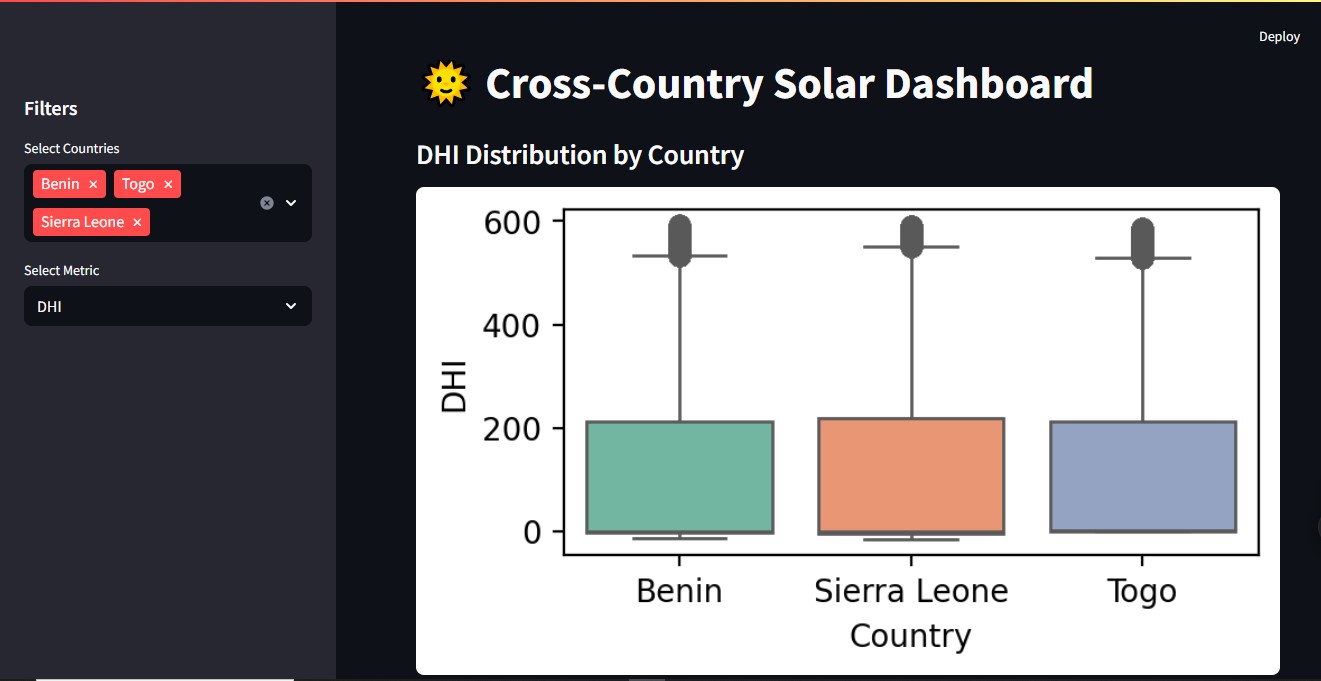 Deploy
Filters
Select Countries
Benin × Togo ×
Sierra Leone ×
Select Metric
DHI
🌞 Cross-Country Solar Dashboard
DHI Distribution by Country
600
400
200
0
DHI
Benin Sierra Leone Togo
Country